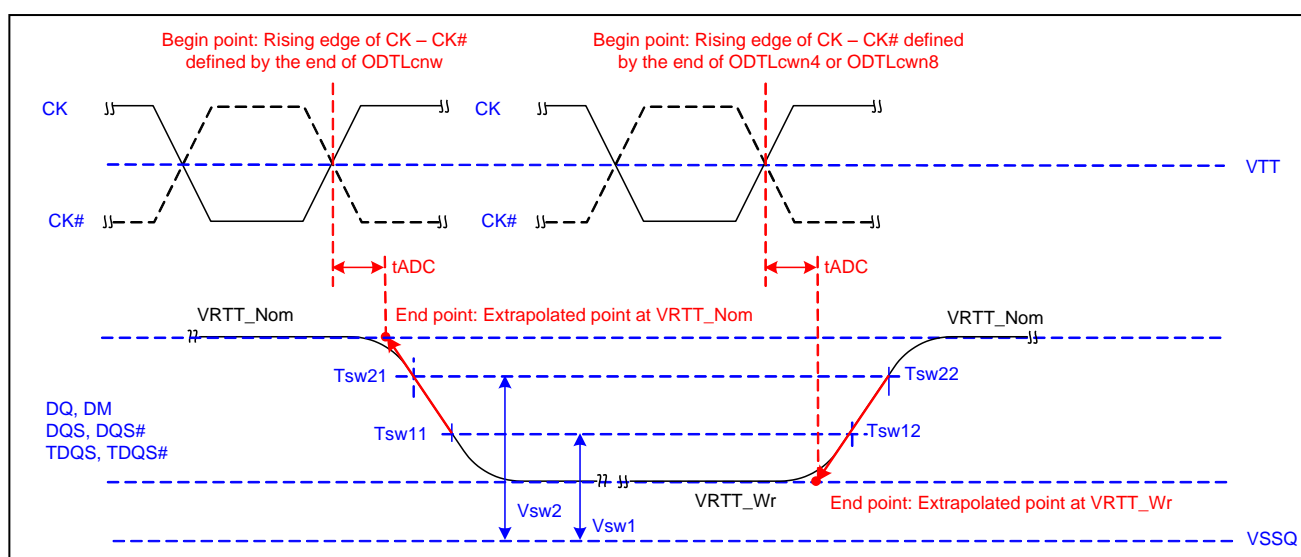 Begin point: Rising edge of CK – CK#
defined by the end of ODTLcnw
Begin point: Rising edge of CK – CK# defined
by the end of ODTLcwn4 or ODTLcwn8
CK
CK
VTT
CK#
CK#
tADC
tADC
VRTT_Nom
End point: Extrapolated point at VRTT_Nom
VRTT_Nom
Tsw21
Tsw22
DQ, DM
DQS, DQS#
TDQS, TDQS#
Tsw11
Tsw12
VRTT_Wr
End point: Extrapolated point at VRTT_Wr
Vsw2
Vsw1
VSSQ